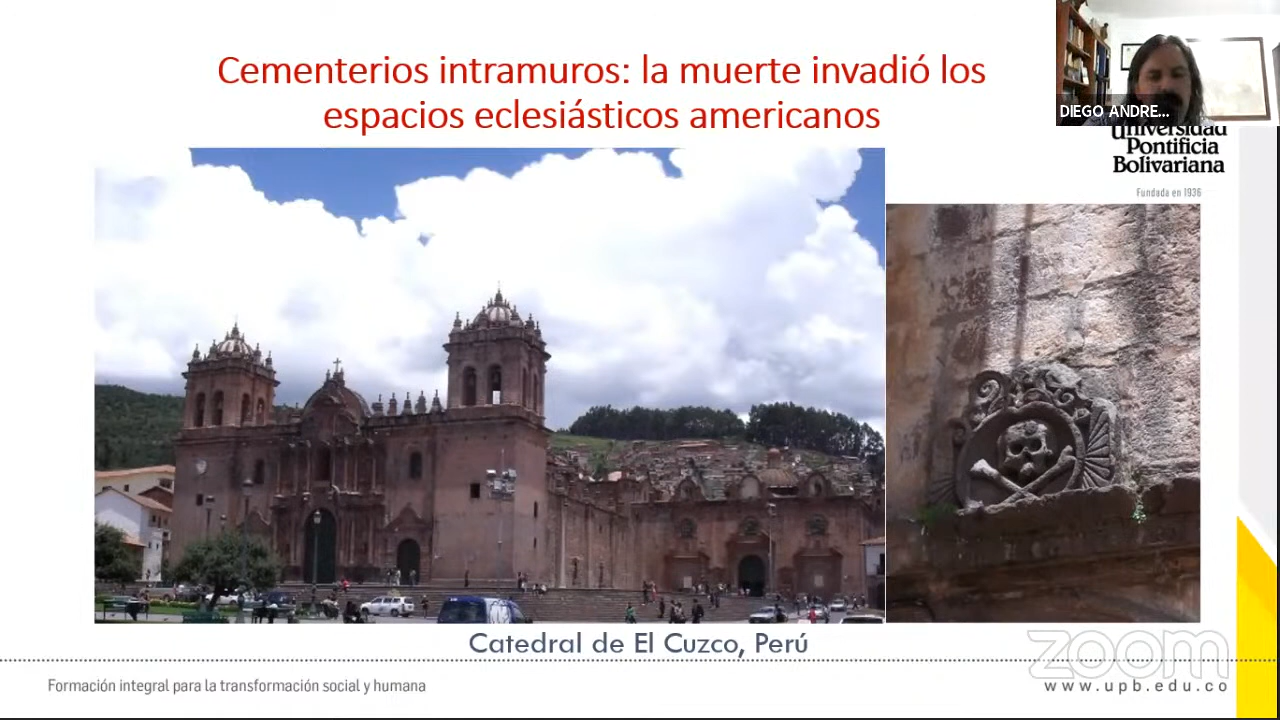 Cementerios intramuros: la muerte invadió los
espacios eclesiásticos americanos
DIEGO ANDRE...
Universidad
Pontificia
Bolivariana
Fundada en 1936
Catedral de El Cuzco, Perú
zoom
Formación integral para la transformación social y humana
www.upb.edu.co